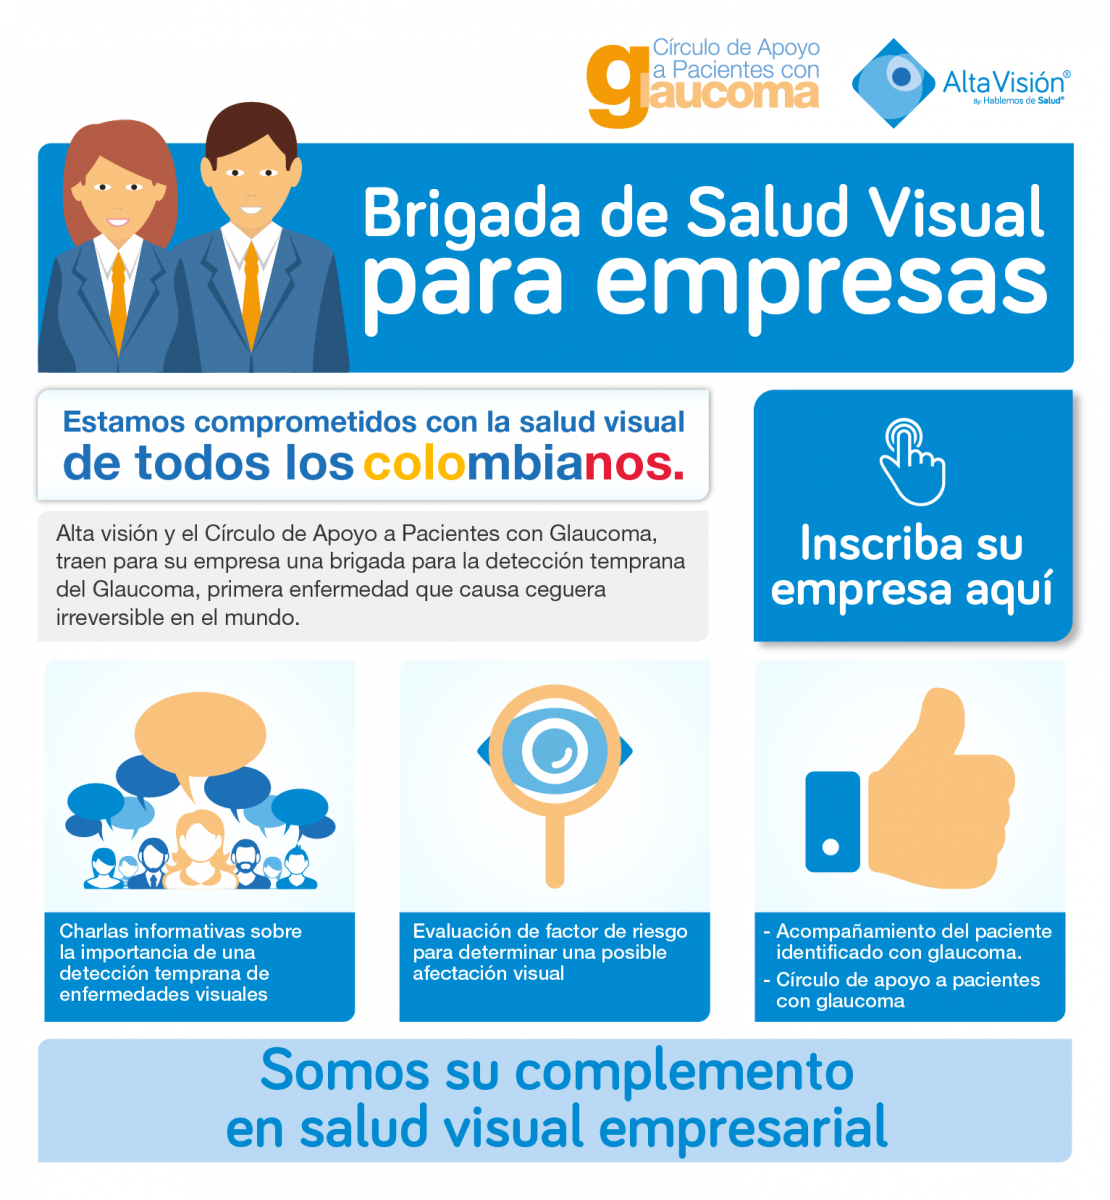 Círculo de Apoyo
a Pacientes con
glaucoma
AltaVisión®
By. Hablemos de Salud®
Brigada de Salud Visual
para empresas
Estamos comprometidos con la salud visual
de todos los colombianos.
Alta visión y el Círculo de Apoyo a Pacientes con Glaucoma,
traen para su empresa una brigada para la detección temprana
del Glaucoma, primera enfermedad que causa ceguera
irreversible en el mundo.
Inscriba su
empresa aquí
Charlas informativas sobre
la importancia de una
detección temprana de
enfermedades visuales
Evaluación de factor de riesgo
para determinar una posible
afectación visual
- Acompañamiento del paciente
identificado con glaucoma.
- Círculo de apoyo a pacientes
con glaucoma
Somos su complemento
en salud visual empresarial